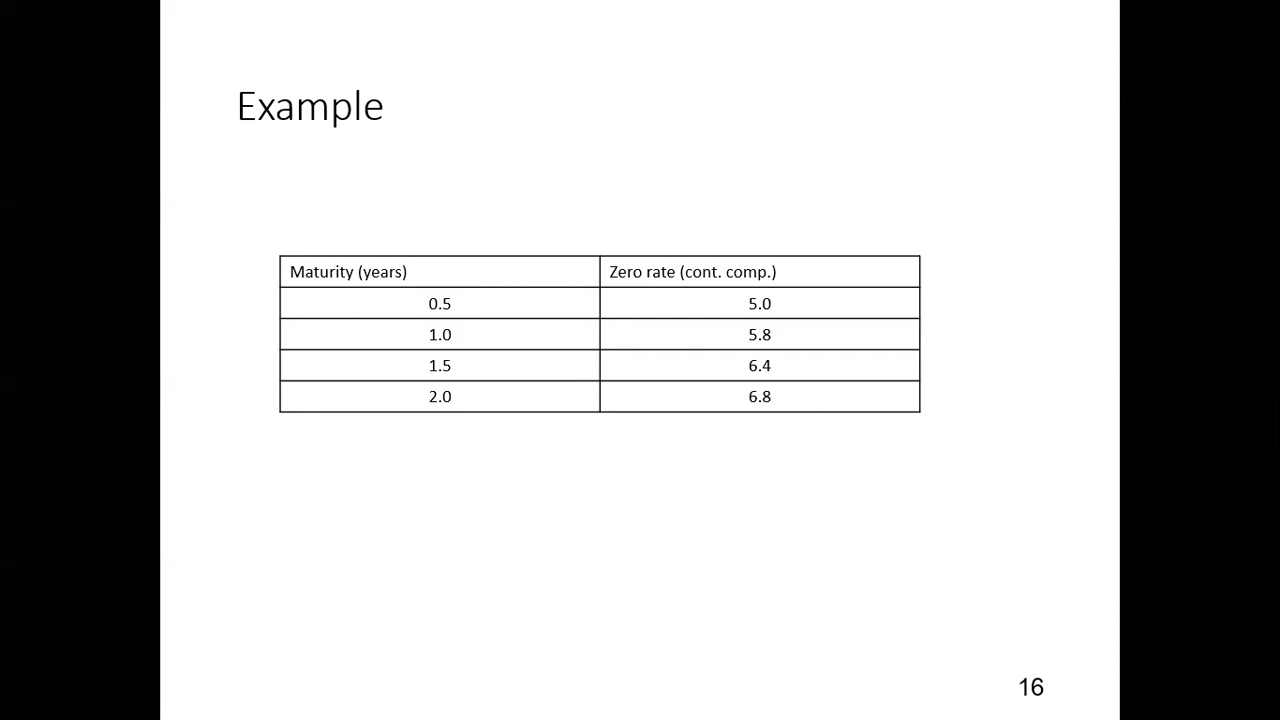 Example
Maturity (years) Zero rate (cont. comp.)
0.5 5.0
1.0 5.8
1.5 6.4
2.0 6.8
16